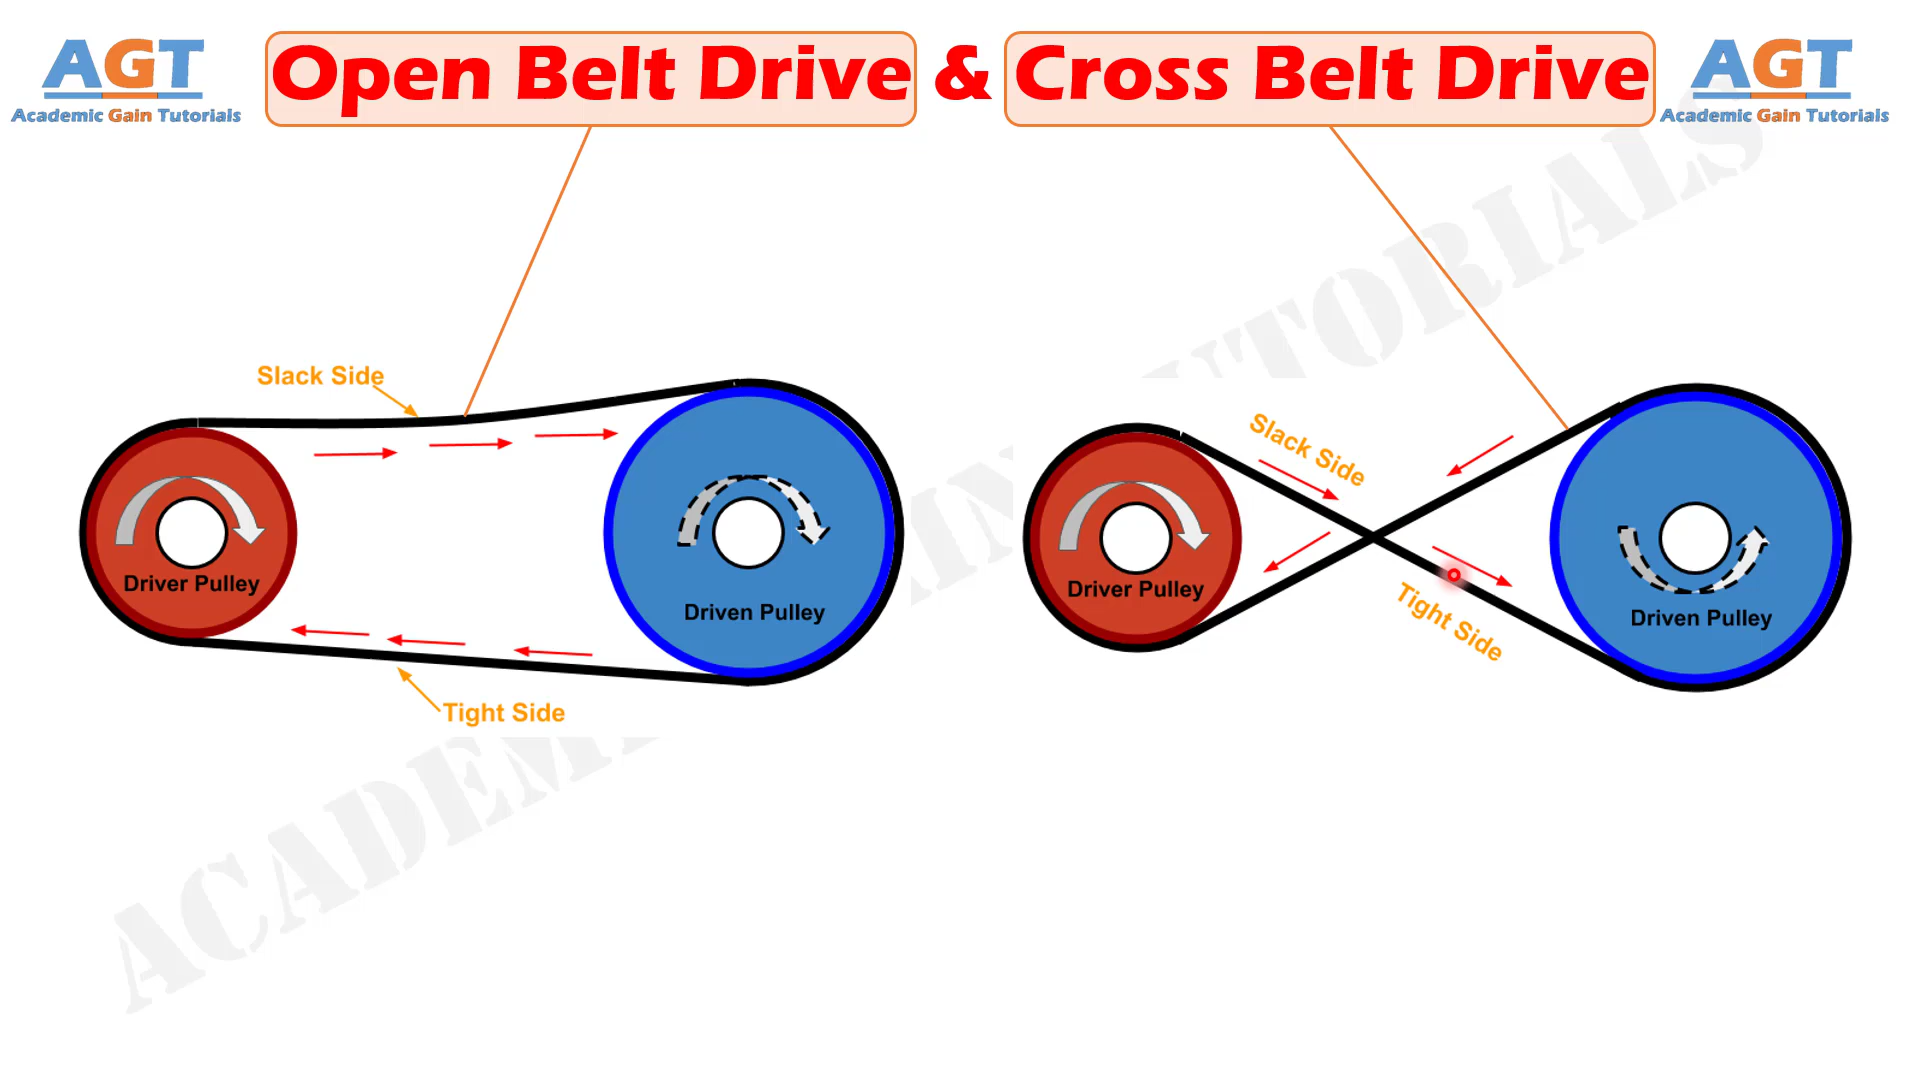 AGT
Academic Gain Tutorials
Open Belt Drive & Cross Belt Drive
AGT
Academic Gain Tutorials
Slack Side
Driver Pulley
Driven Pulley
Tight Side
Slack Side
Driver Pulley
Tight Side
Driven Pulley